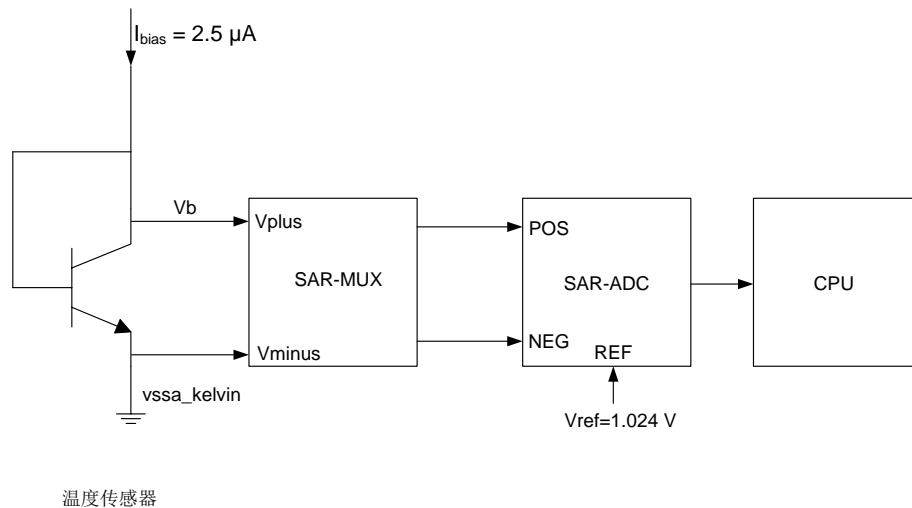 I_bias = 2.5 µA
Vb
Vplus
SAR-MUX
Vminus
vssa_kelvin
POS
SAR-ADC
NEG
REF
Vref=1.024 V
CPU
温度传感器